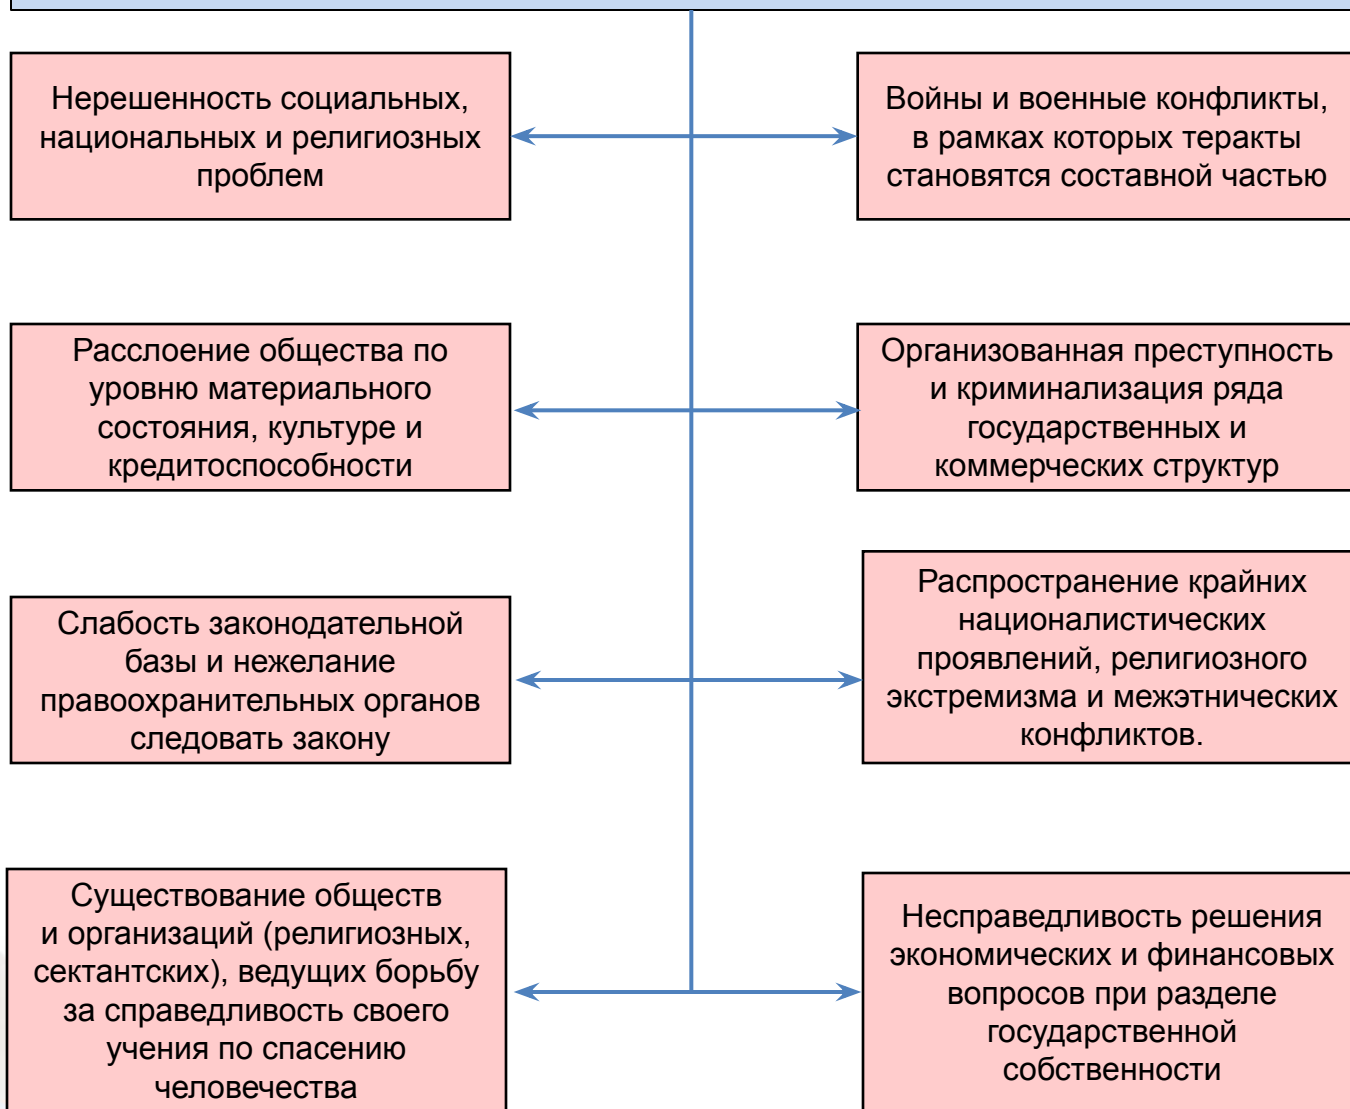 Нерешенность социальных,
национальных и религиозных
проблем
Войны и военные конфликты,
в рамках которых теракты
становятся составной частью
Расслоение общества по
уровню материального
состояния, культуре и
кредитоспособности
Организованная преступность
и криминализация ряда
государственных и
коммерческих структур
Слабость законодательной
базы и нежелание
правоохранительных органов
следовать закону
Распространение крайних
националистических
проявлений, религиозного
экстремизма и межэтнических
конфликтов.
Существование обществ
и организаций (религиозных,
сектантских), ведущих борьбу
за справедливость своего
учения по спасению
человечества
Несправедливость решения
экономических и финансовых
вопросов при разделе
государственной
собственности